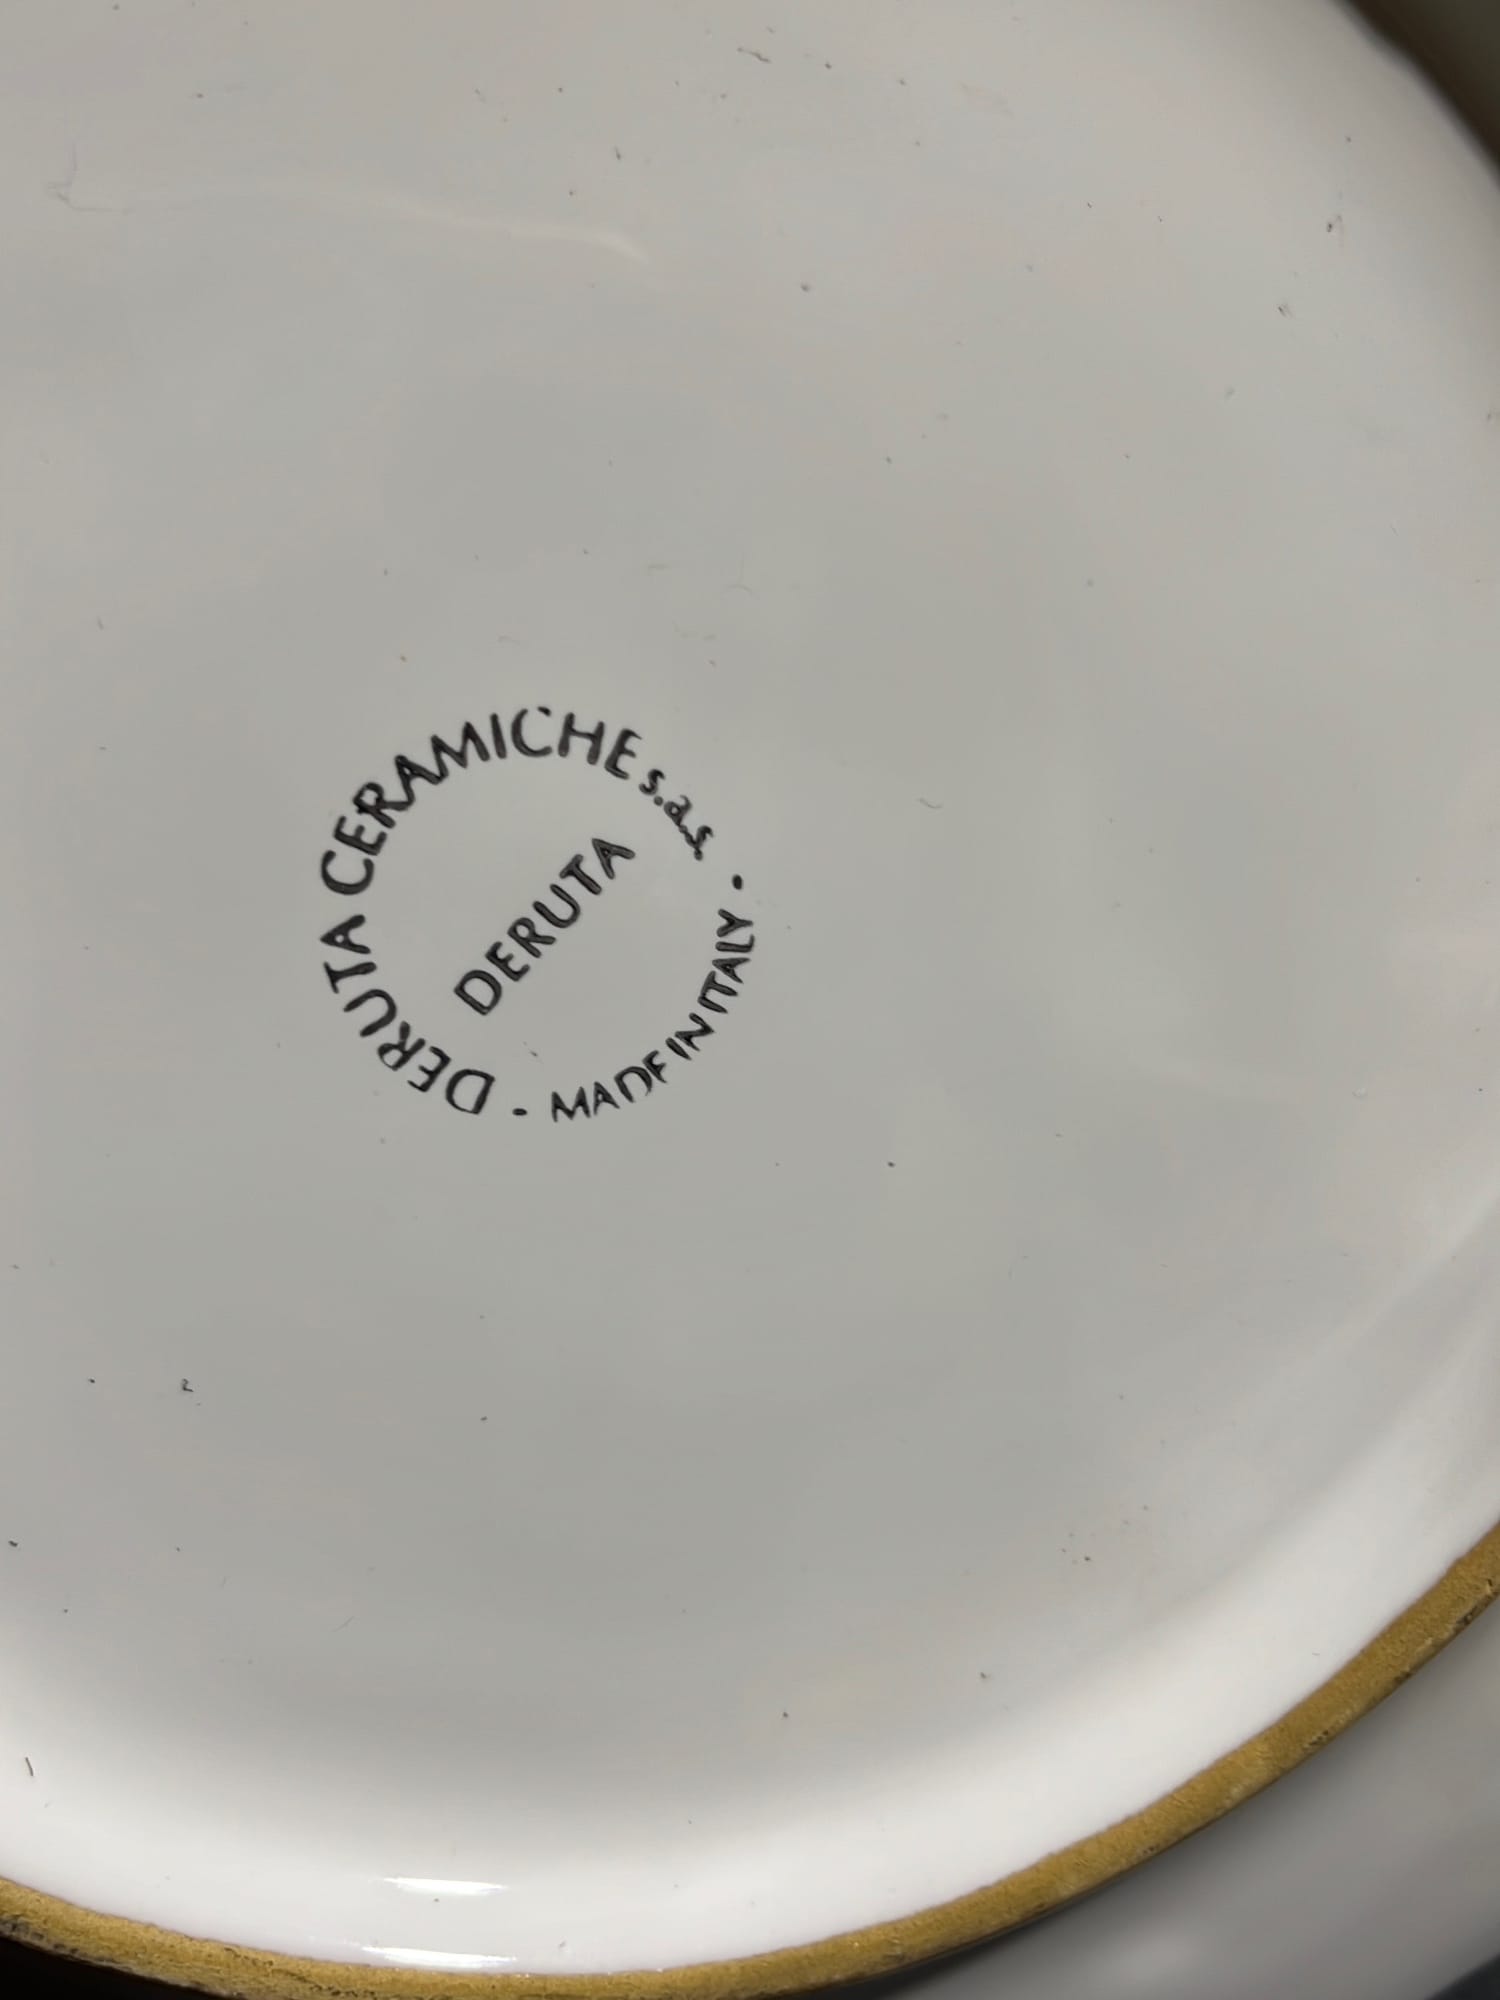 DERUTA CERAMICHE s.a.s.
DERUTA
· MADE IN ITALY ·